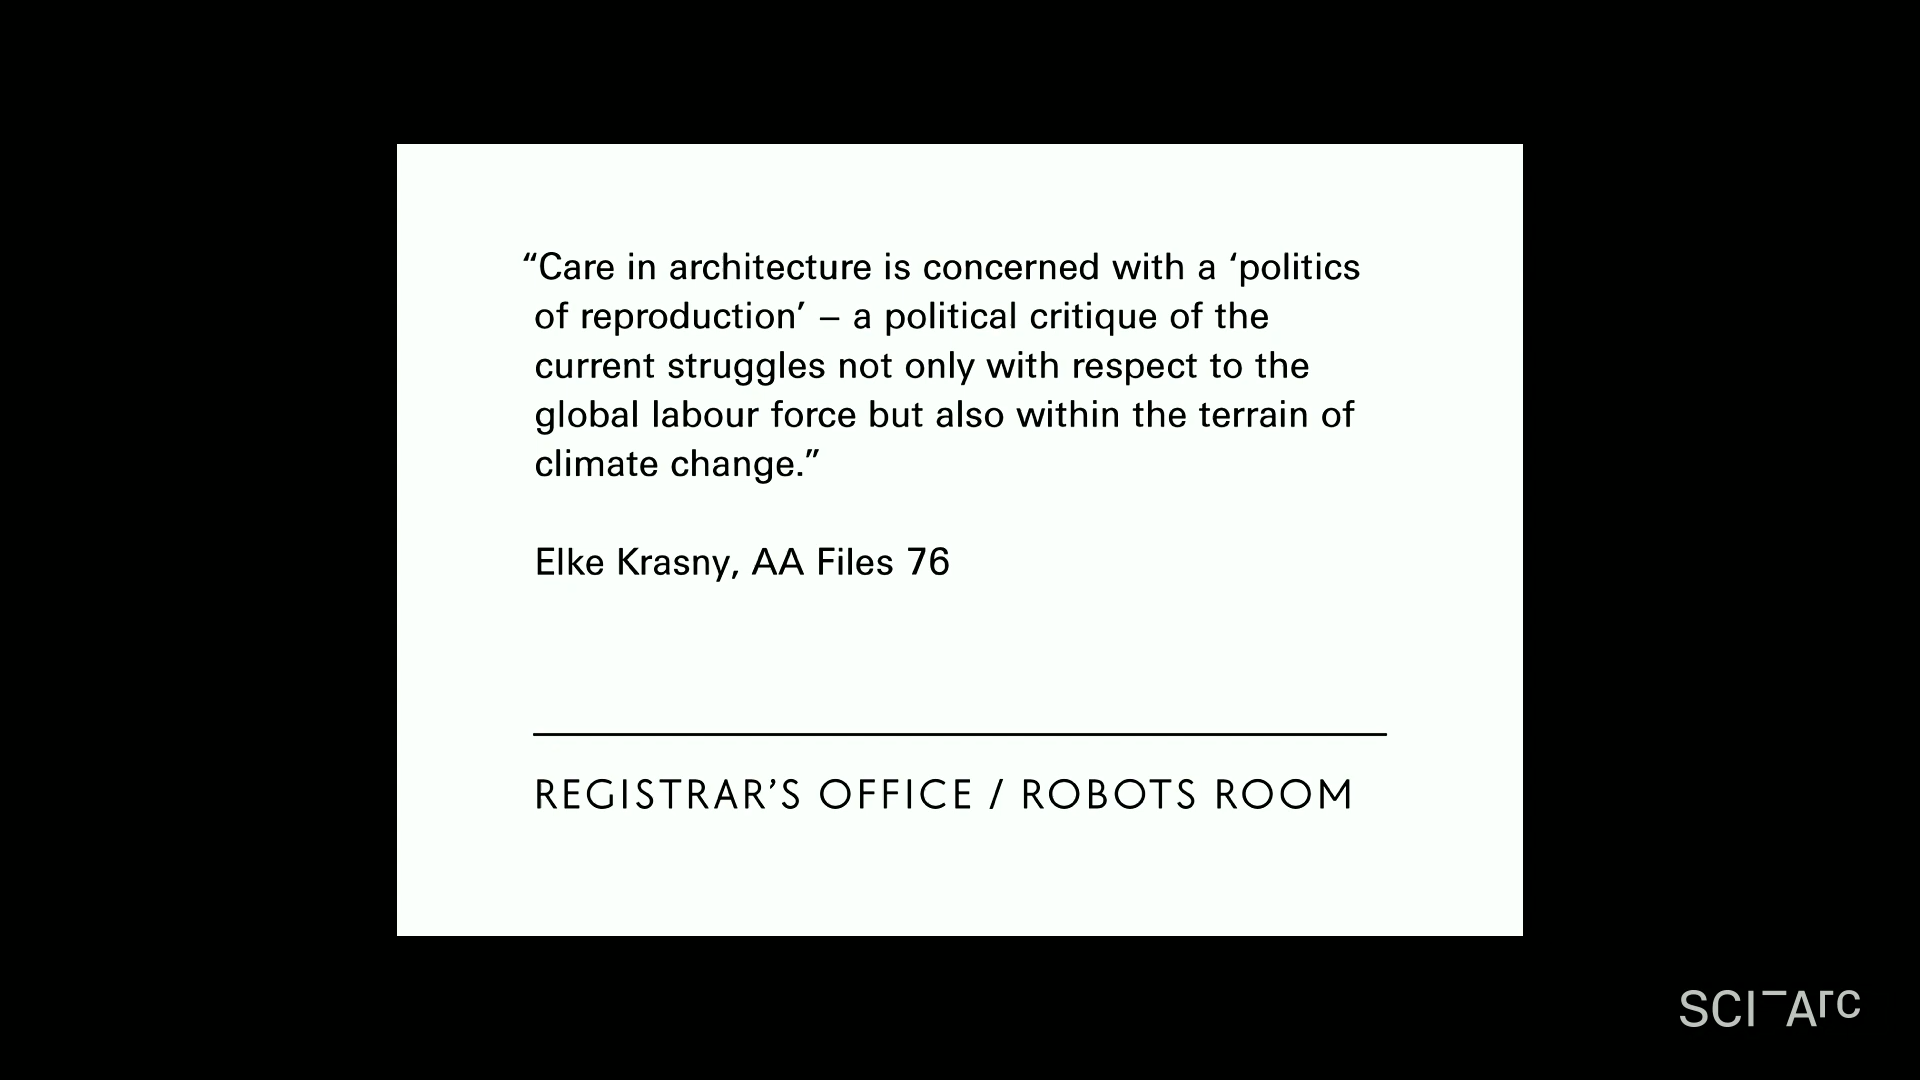 “Care in architecture is concerned with a ‘politics
of reproduction’ – a political critique of the
current struggles not only with respect to the
global labour force but also within the terrain of
climate change.”
Elke Krasny, AA Files 76
REGISTRAR’S OFFICE / ROBOTS ROOM
SCI–Arc